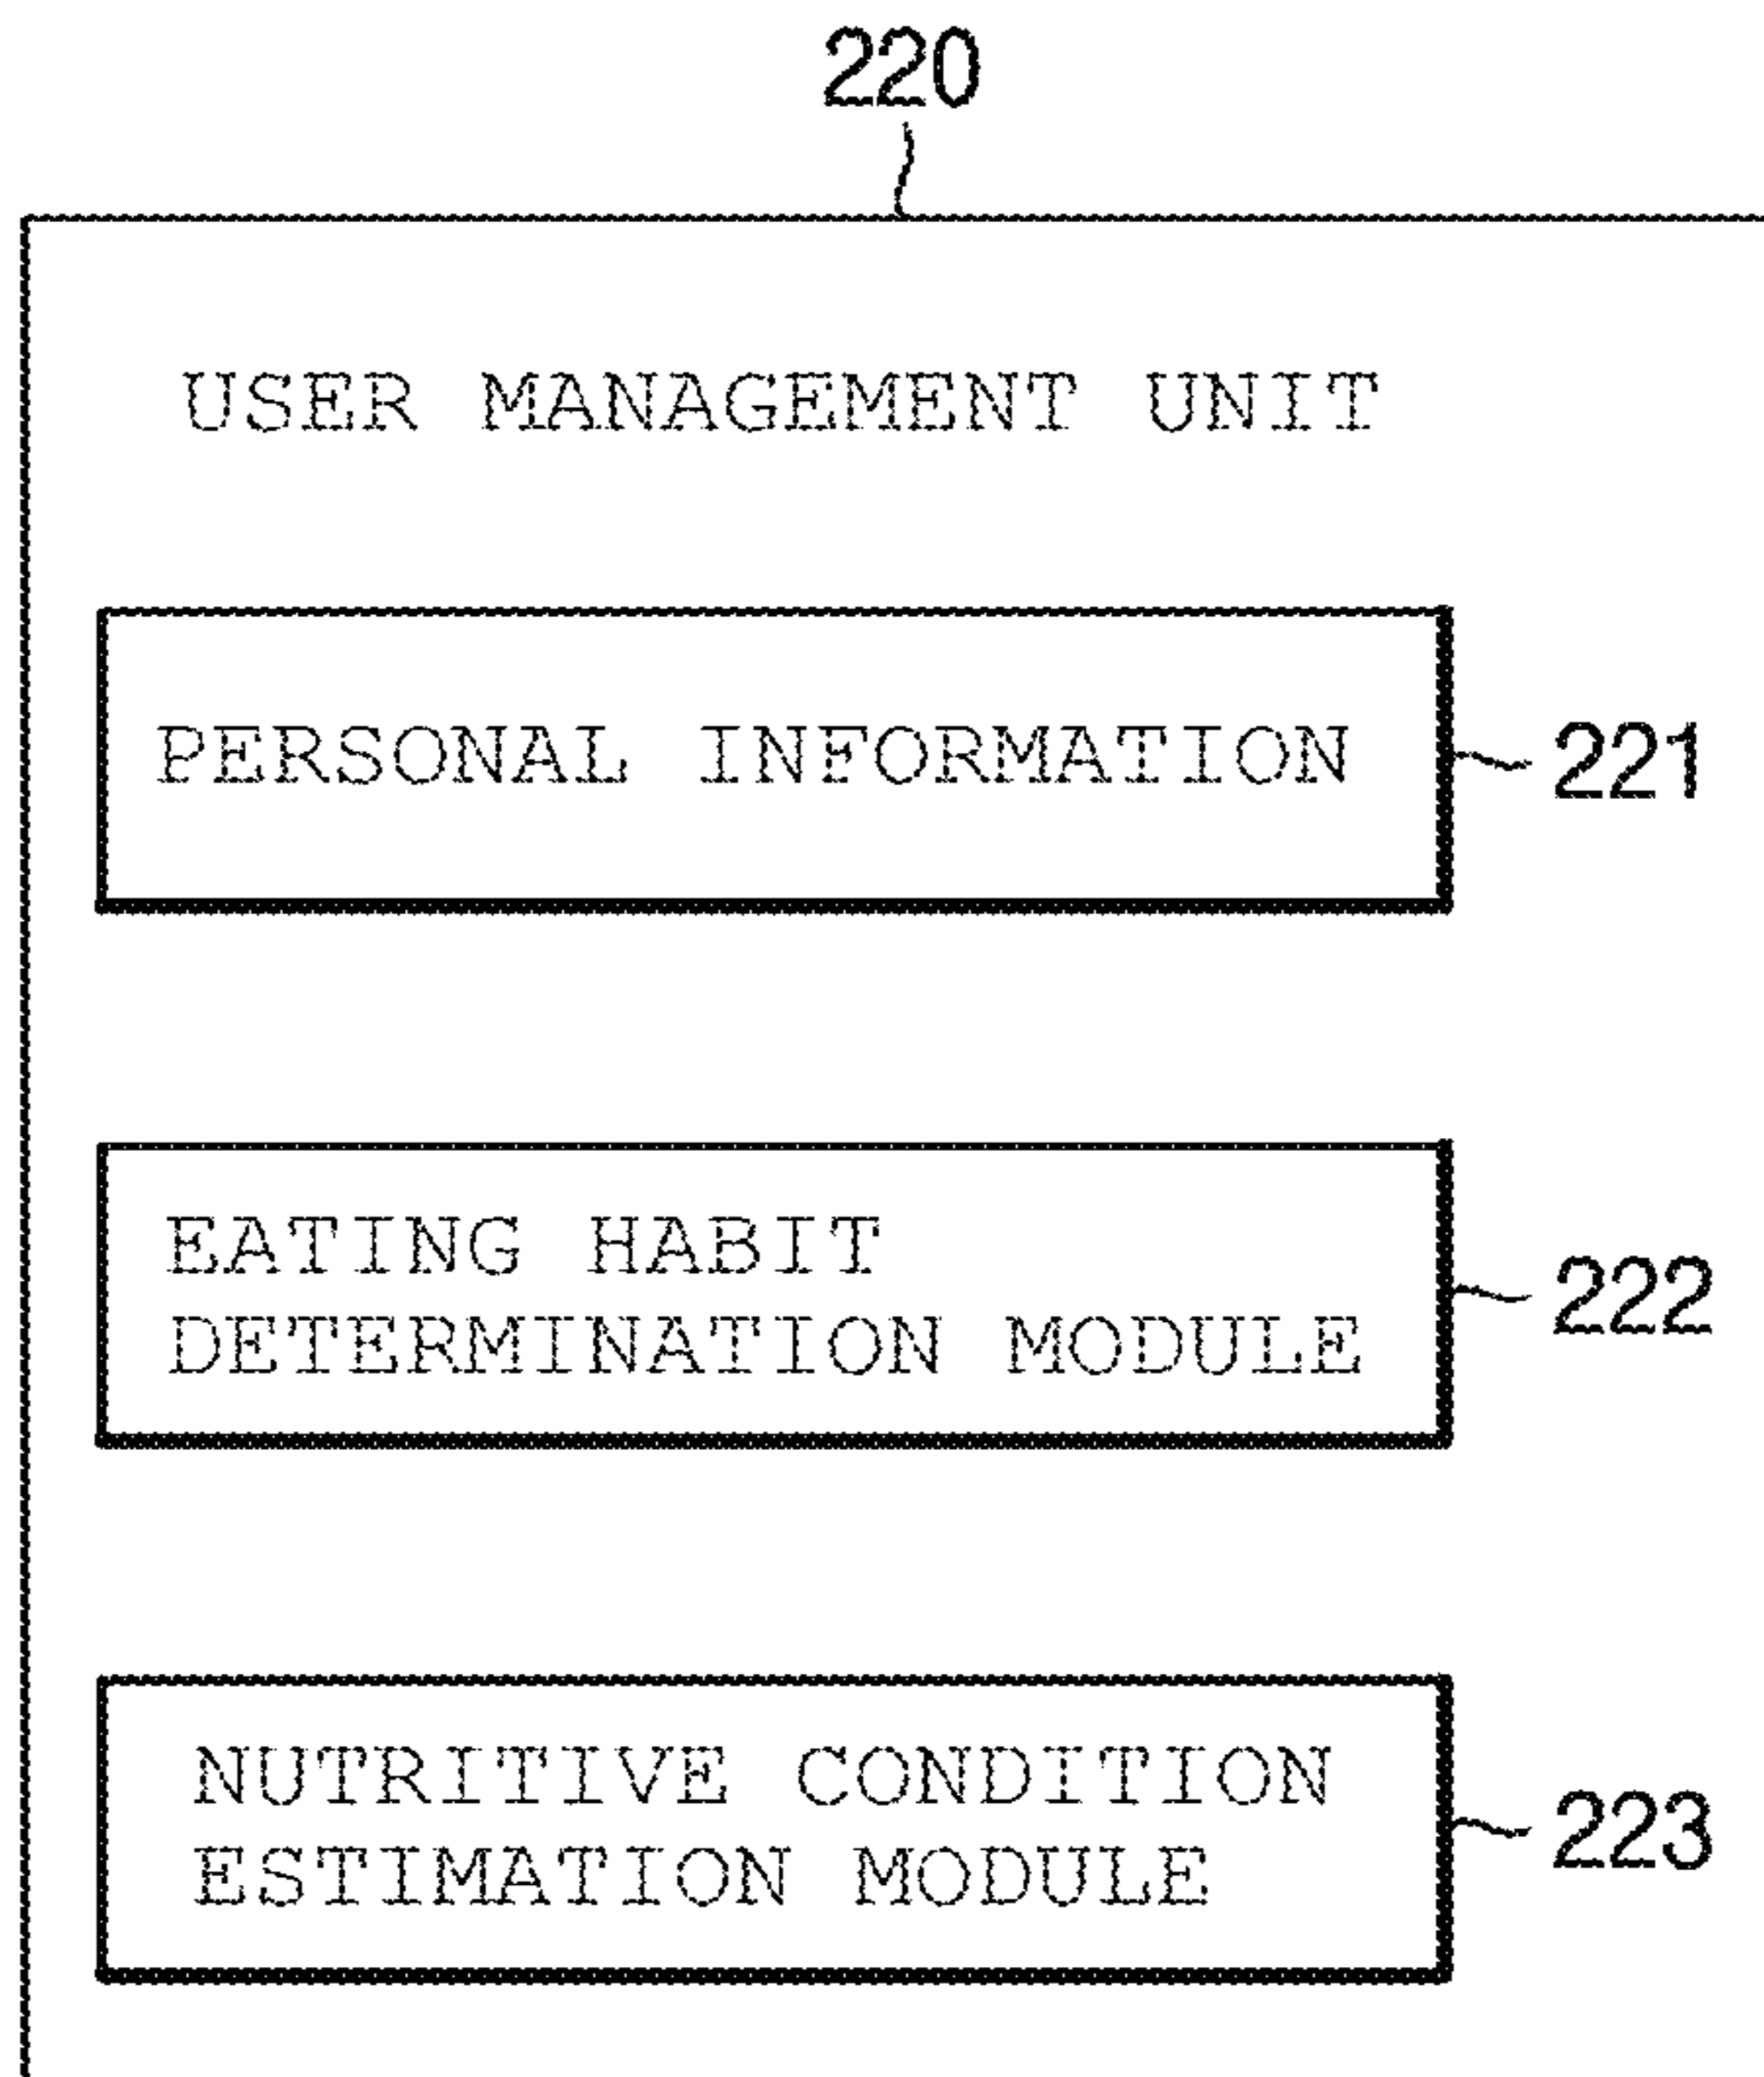 220
USER MANAGEMENT UNIT
PERSONAL INFORMATION
221
EATING HABIT
DETERMINATION MODULE
222
NUTRITIVE CONDITION
ESTIMATION MODULE
223